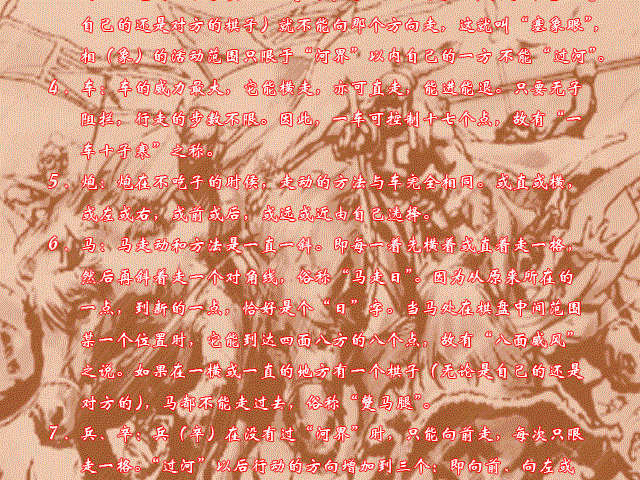 自己的还是对方的棋子）就不能向那个方向走，这就叫“塞象眼”，
相（象）的活动范围只限于“河界”以内自己的一方 不能“过河”。
4．车：车的威力最大，它能横走，亦可直走，能进能退。只要无子
阻拦，行走的步数不限。因此，一车可控制十七个点，故有“一
车十子寒”之称。
5．炮：炮在不吃子的时侯，走动的方法与车完全相同。或直或横，
或左或右，或前或后，或远或近由自己选择。
6．马：马走动和方法是一直一斜。即每一着先横着或直着走一格，
然后再斜着走一个对角线，俗称“马走日”。因为从原来所在的
一点，到新的一点，恰好是个“日”字。当马处在棋盘中间范围
某一个位置时，它能到达四面八方的八个点，故有“八面威风”
之说。如果在一横或一直的地方有一个棋子（无论是自己的还是
对方的），马都不能走过去，俗称“蹩马腿”。
7．兵、卒：兵（卒）在没有过“河界”时，只能向前走，每次只限
走一格。“过河”以后行动的方向增加到三个：即向前、向左或